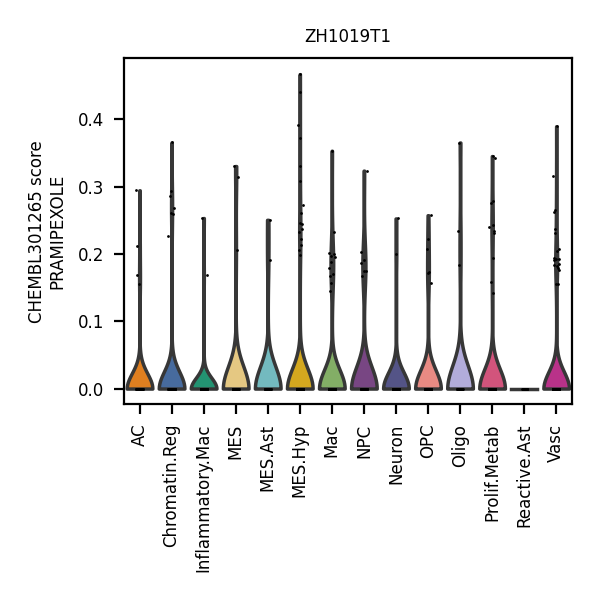 ZH1019T1
CHEMBL301265 score
PRAMIPEXOLE
0.4
0.3
0.2
0.1
0.0
AC
Chromatin.Reg
Inflammatory.Mac
MES
MES.Ast
MES.Hyp
Mac
NPC
Neuron
OPC
Oligo
Prolif.Metab
Reactive.Ast
Vasc